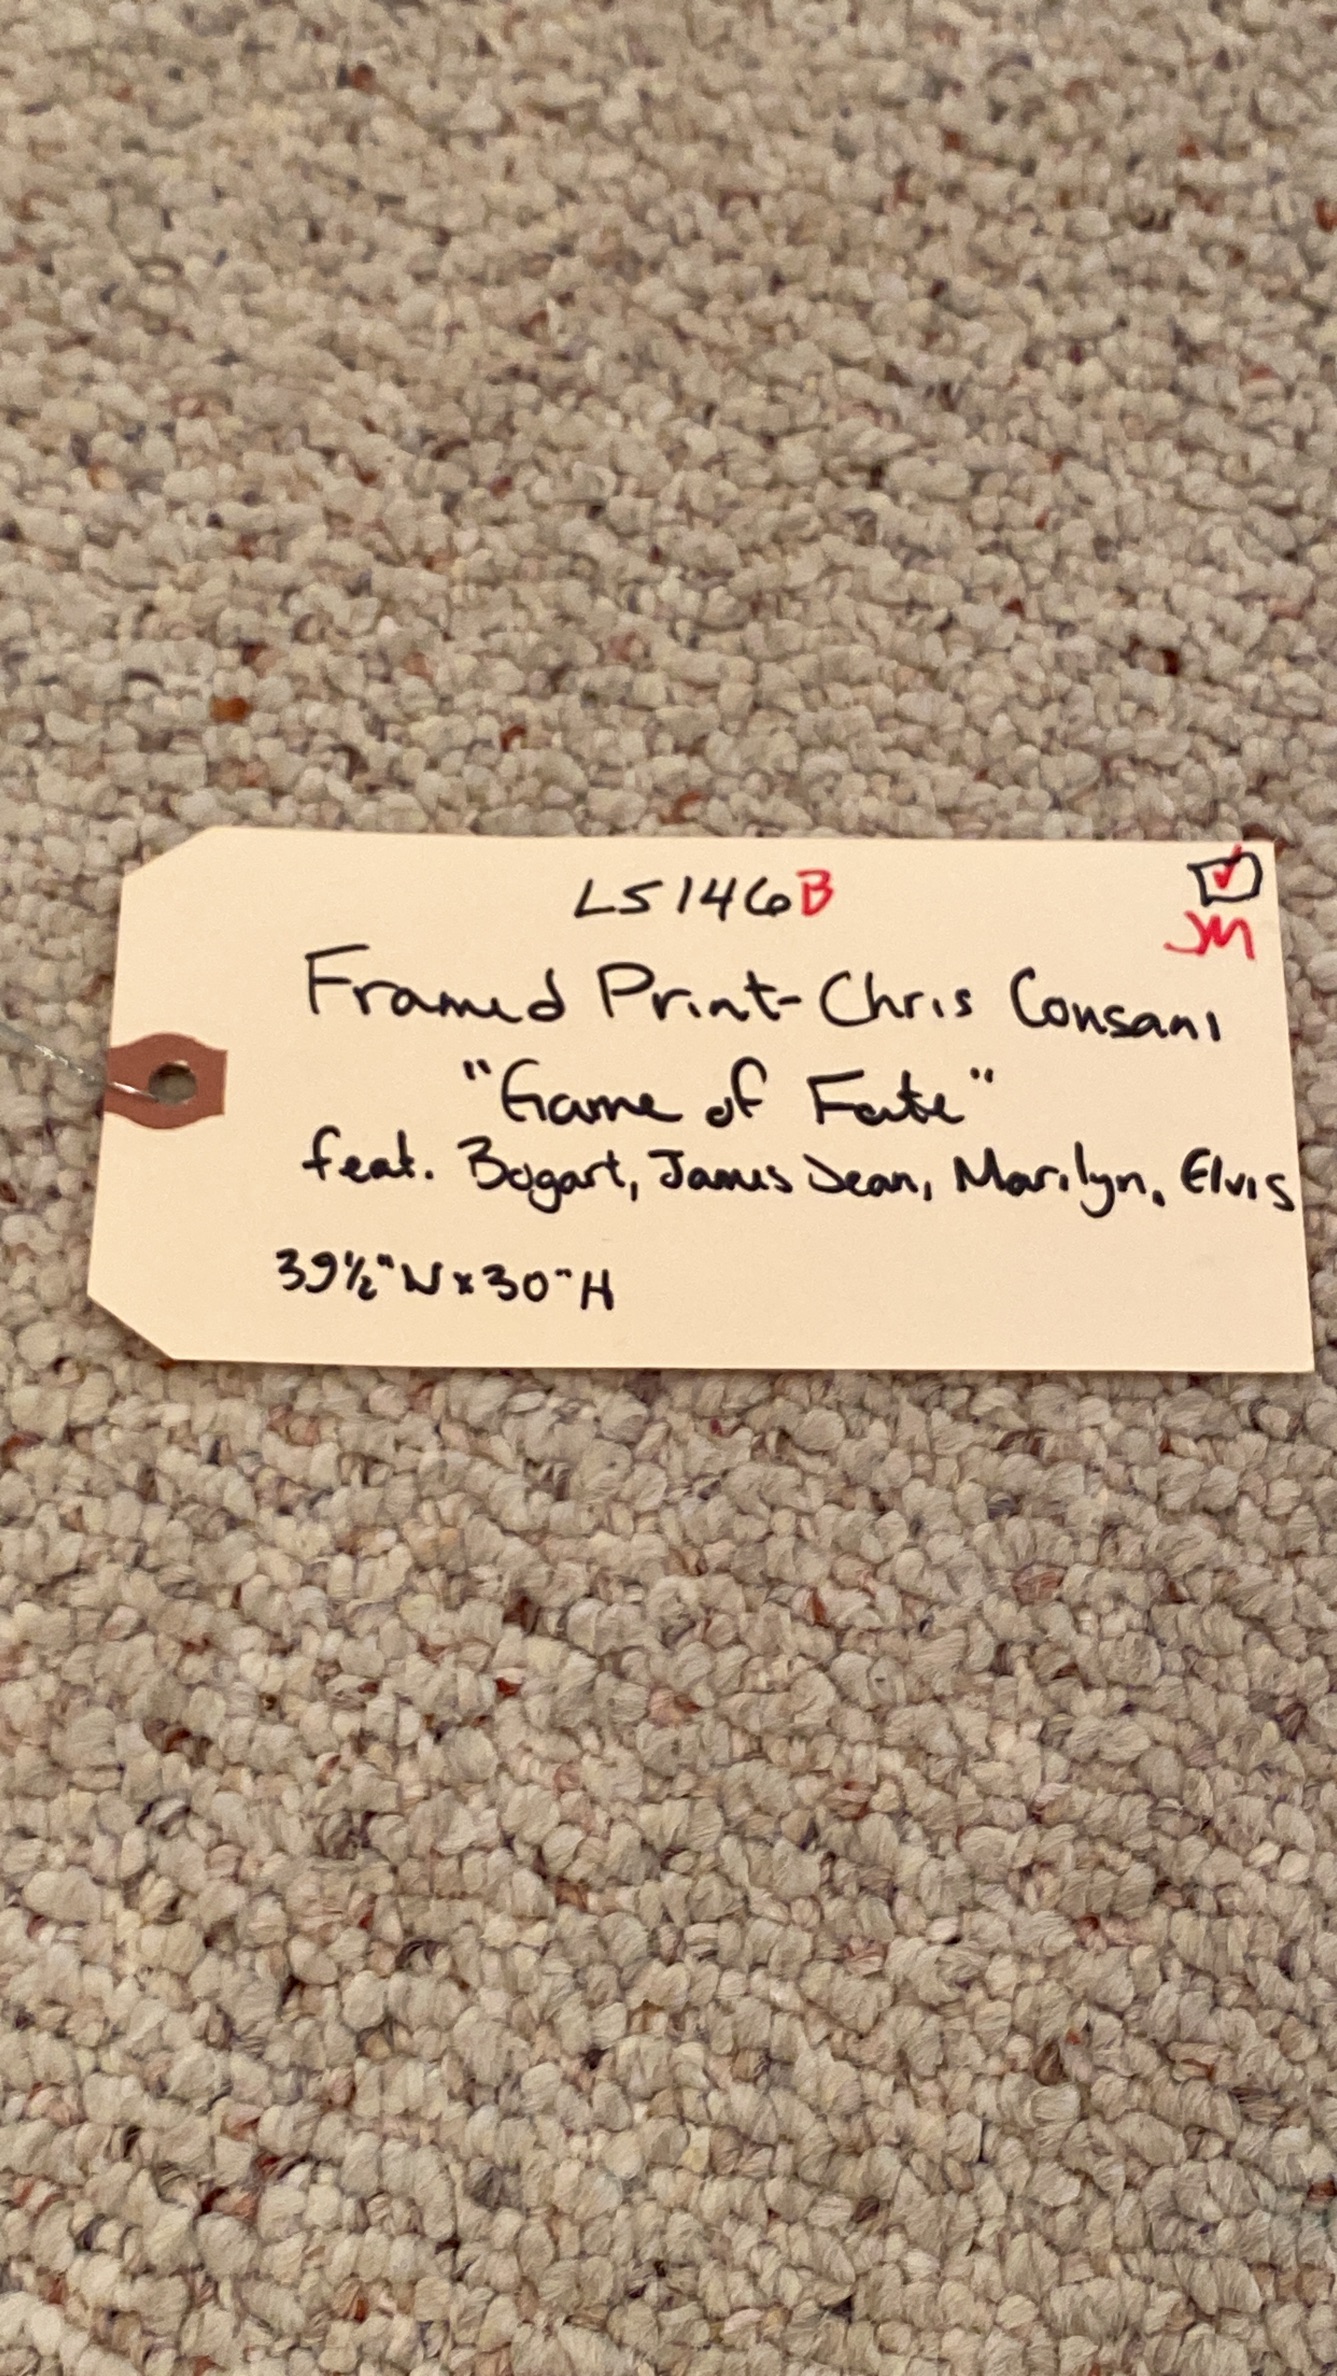 LS146B
JM
Framed Print-Chris Consani
"Game of Fate"
feat. Bogart, James Dean, Marilyn, Elvis
39½"W x 30"H